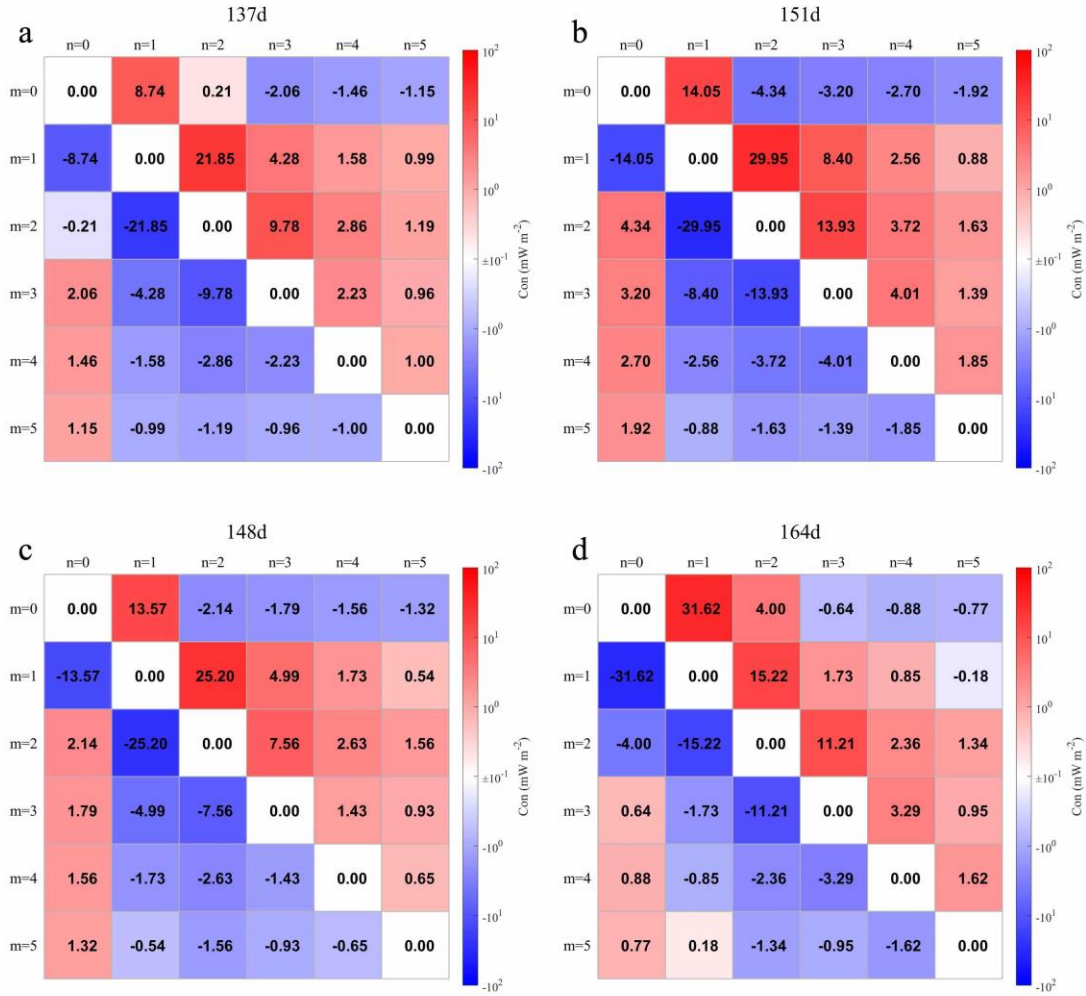 a
137d
n=0 n=1 n=2 n=3 n=4 n=5
m=0 0.00 8.74 0.21 -2.06 -1.46 -1.15
m=1 -8.74 0.00 21.85 4.28 1.58 0.99
m=2 -0.21 -21.85 0.00 9.78 2.86 1.19
m=3 2.06 -4.28 -9.78 0.00 2.23 0.96
m=4 1.46 -1.58 -2.86 -2.23 0.00 1.00
m=5 1.15 -0.99 -1.19 -0.96 -1.00 0.00
10²
10¹
10⁰
±10⁻¹
-10⁰
-10¹
-10²
Con (mW m⁻²)
b
151d
n=0 n=1 n=2 n=3 n=4 n=5
m=0 0.00 14.05 -4.34 -3.20 -2.70 -1.92
m=1 -14.05 0.00 29.95 8.40 2.56 0.88
m=2 4.34 -29.95 0.00 13.93 3.72 1.63
m=3 3.20 -8.40 -13.93 0.00 4.01 1.39
m=4 2.70 -2.56 -3.72 -4.01 0.00 1.85
m=5 1.92 -0.88 -1.63 -1.39 -1.85 0.00
10²
10¹
10⁰
±10⁻¹
-10⁰
-10¹
-10²
Con (mW m⁻²)
c
148d
n=0 n=1 n=2 n=3 n=4 n=5
m=0 0.00 13.57 -2.14 -1.79 -1.56 -1.32
m=1 -13.57 0.00 25.20 4.99 1.73 0.54
m=2 2.14 -25.20 0.00 7.56 2.63 1.56
m=3 1.79 -4.99 -7.56 0.00 1.43 0.93
m=4 1.56 -1.73 -2.63 -1.43 0.00 0.65
m=5 1.32 -0.54 -1.56 -0.93 -0.65 0.00
10²
10¹
10⁰
±10⁻¹
-10⁰
-10¹
-10²
Con (mW m⁻²)
d
164d
n=0 n=1 n=2 n=3 n=4 n=5
m=0 0.00 31.62 4.00 -0.64 -0.88 -0.77
m=1 -31.62 0.00 15.22 1.73 0.85 -0.18
m=2 -4.00 -15.22 0.00 11.21 2.36 1.34
m=3 0.64 -1.73 -11.21 0.00 3.29 0.95
m=4 0.88 -0.85 -2.36 -3.29 0.00 1.62
m=5 0.77 0.18 -1.34 -0.95 -1.62 0.00
10²
10¹
10⁰
±10⁻¹
-10⁰
-10¹
-10²
Con (mW m⁻²)